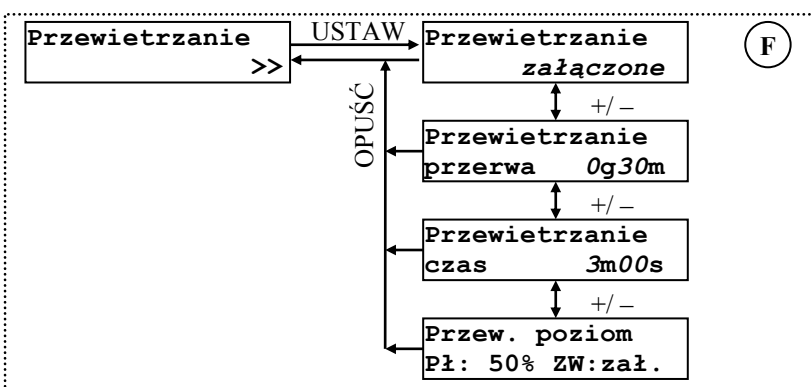 Przewietrzanie
>>
USTAW
Przewietrzanie
załączone
F
+/–
OPUŚĆ
Przewietrzanie
przerwa 0g30m
+/–
Przewietrzanie
czas 3m00s
+/–
Przew. poziom
Pł: 50% ZW:zał.